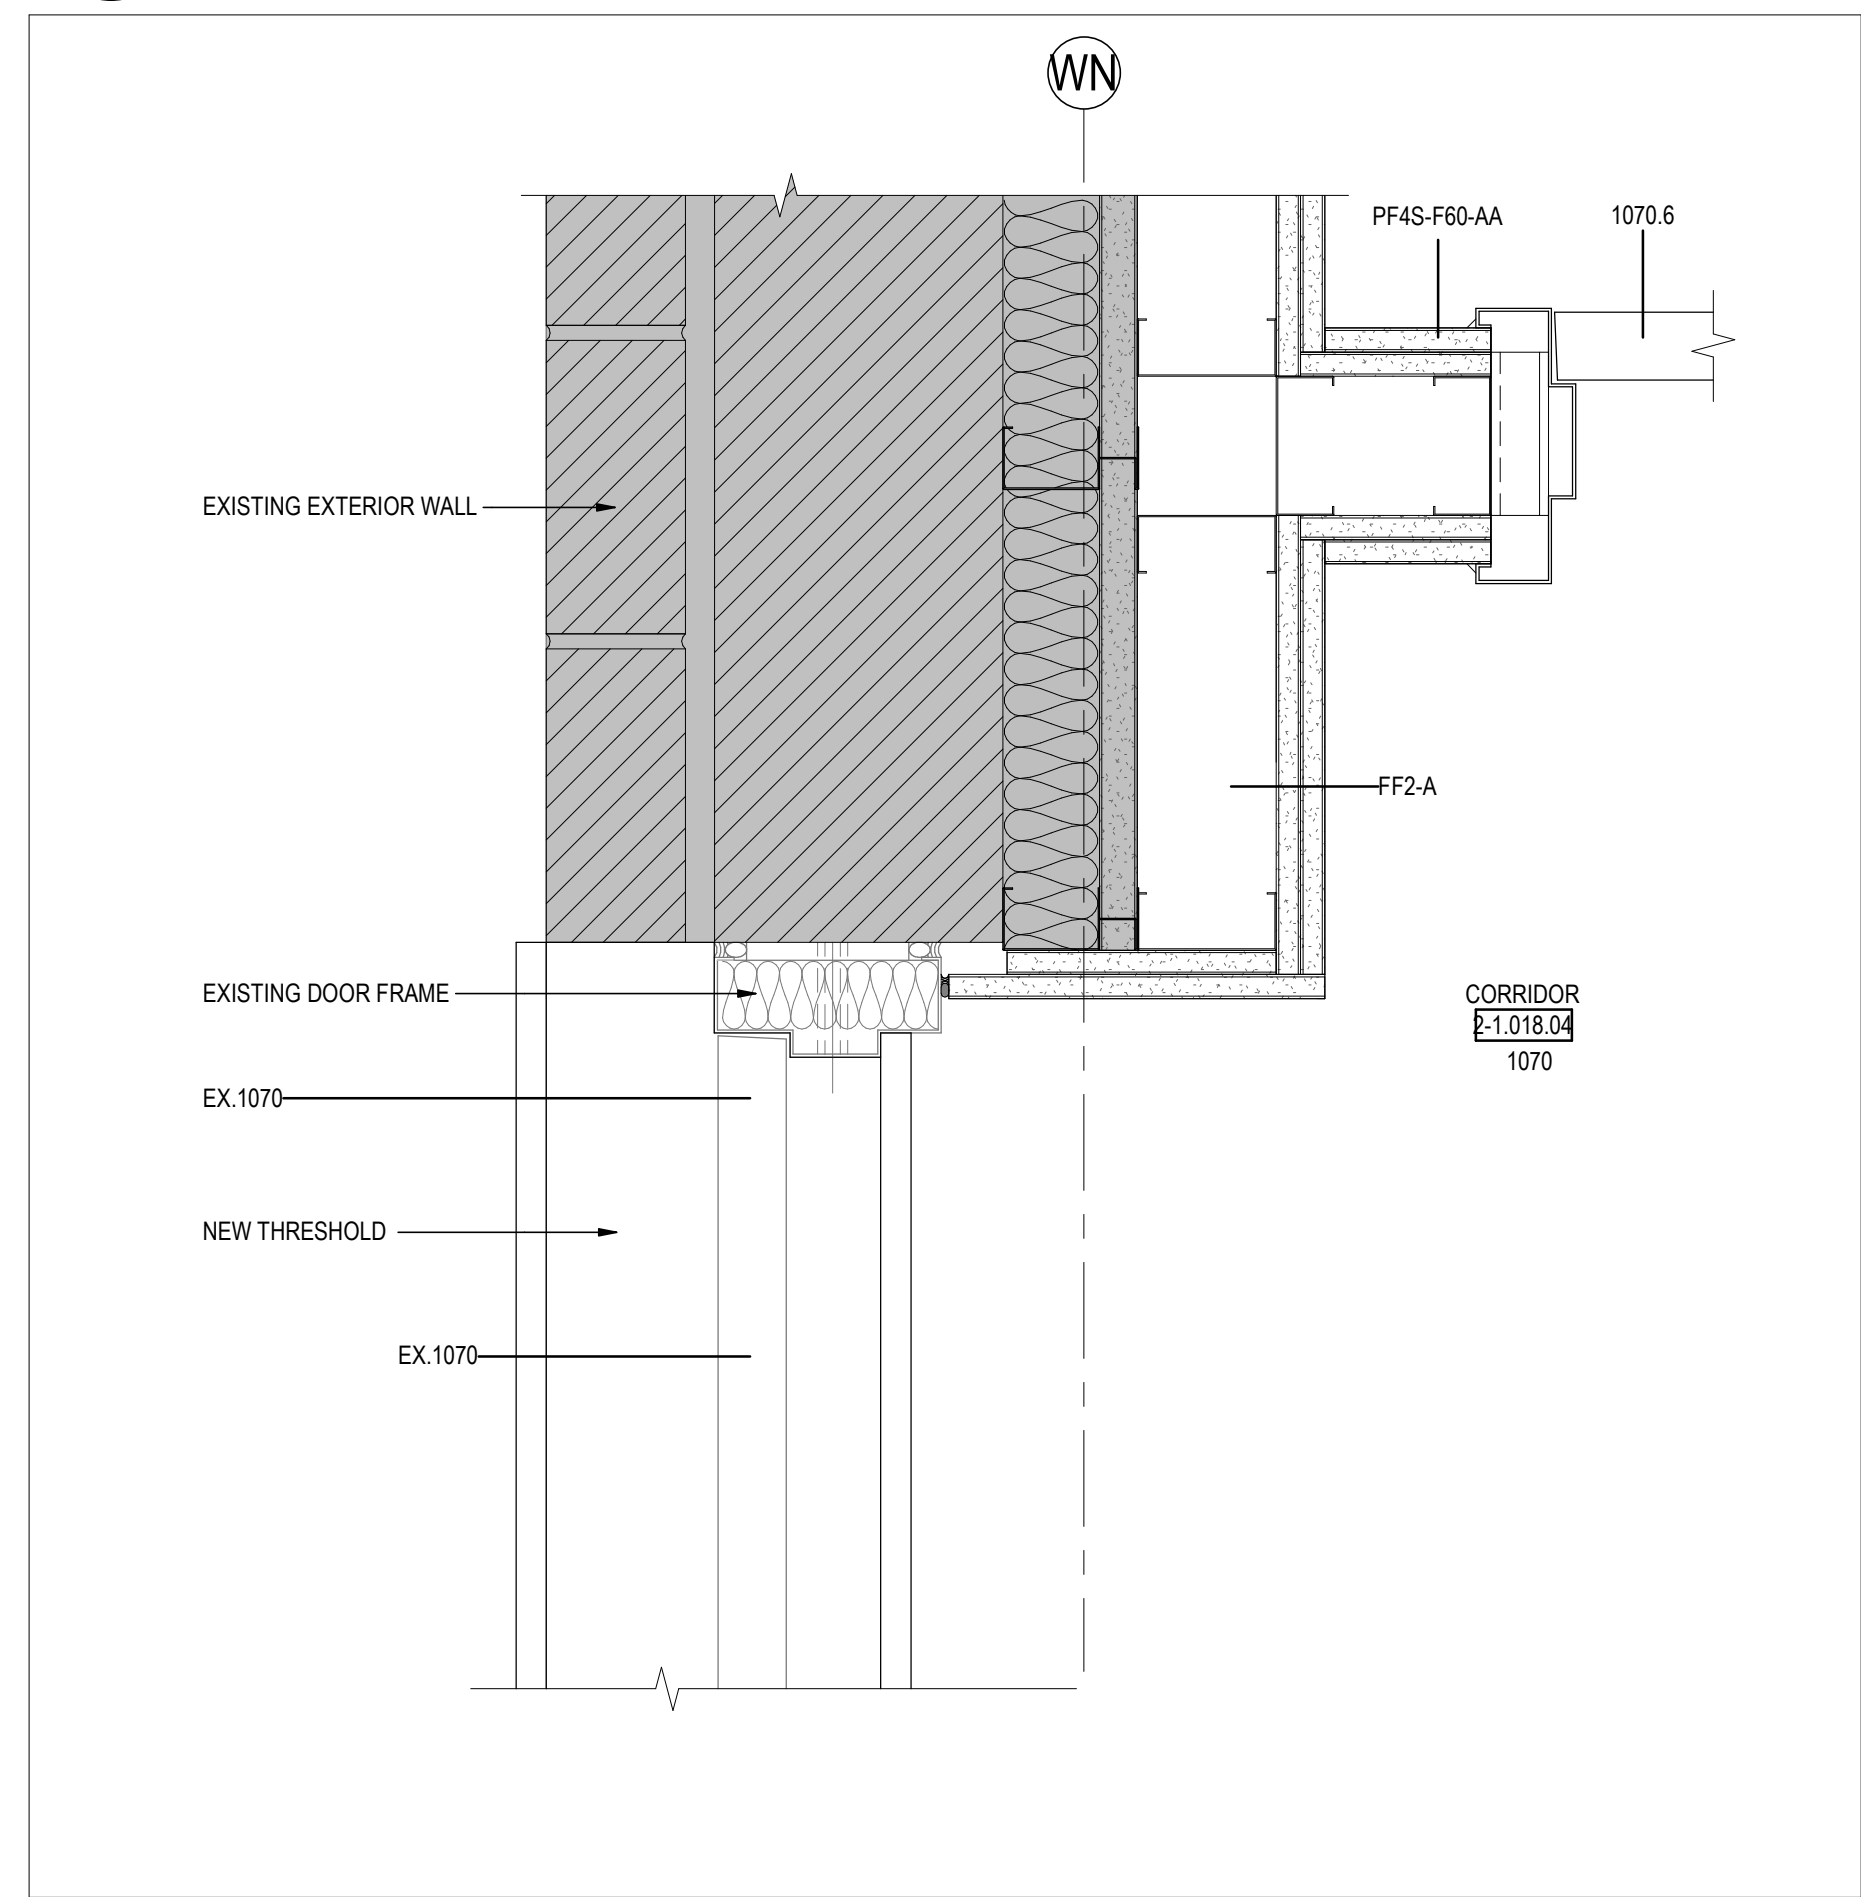 WN
PF4S-F60-AA
1070.6
EXISTING EXTERIOR WALL
FF2-A
EXISTING DOOR FRAME
CORRIDOR
2-1.018.04
1070
EX.1070
NEW THRESHOLD
EX.1070